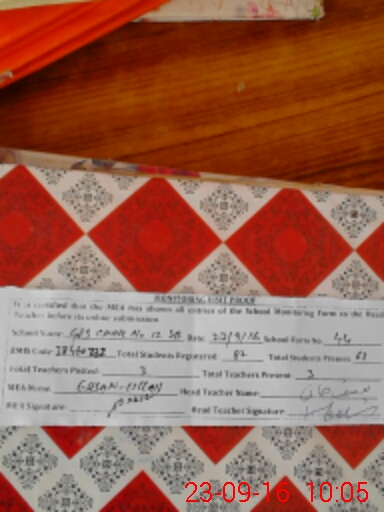 MONITORING VISIT PROOF
It is certified that the MEA has shown all entries of the School Monitoring Form to the Head
Teacher before its online submission.
School Name: GPS CHAK No 12 SB Date: 23/9/16 School Form No. 44
EMIS Code: Total Students Registered: 82 Total Students Present: 61
Total Teachers Posted: 3 Total Teachers Present: 3
MEA Name: Head Teacher Name:
MEA Signature: Head Teacher Signature:
23-09-16 10:05